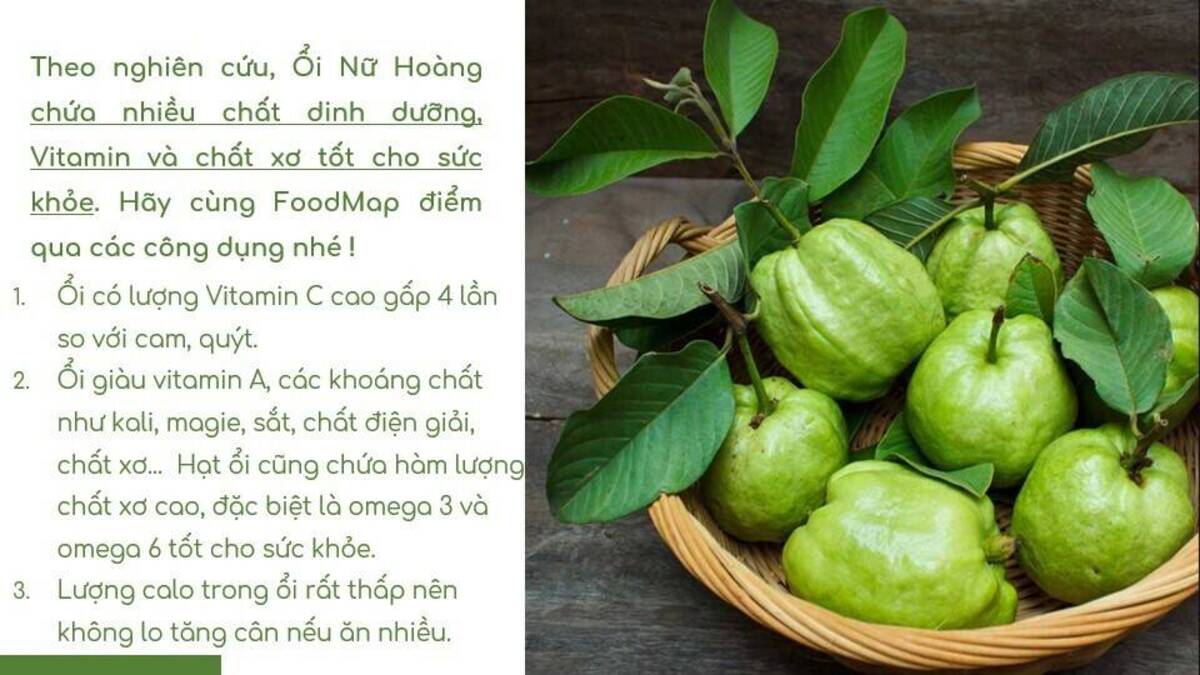 Theo nghiên cứu, Ổi Nữ Hoàng
chứa nhiều chất dinh dưỡng,
Vitamin và chất xơ tốt cho sức
khỏe. Hãy cùng FoodMap điểm
qua các công dụng nhé !
1. Ổi có lượng Vitamin C cao gấp 4 lần
so với cam, quýt.
2. Ổi giàu vitamin A, các khoáng chất
như kali, magie, sắt, chất điện giải,
chất xơ... Hạt ổi cũng chứa hàm lượng
chất xơ cao, đặc biệt là omega 3 và
omega 6 tốt cho sức khỏe.
3. Lượng calo trong ổi rất thấp nên
không lo tăng cân nếu ăn nhiều.